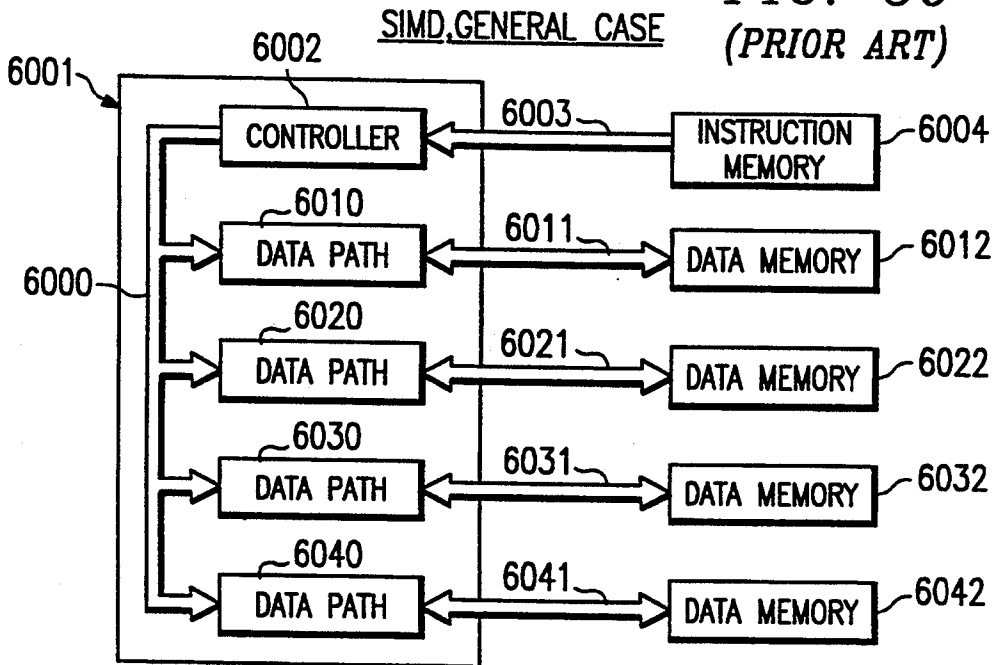 SIMD, GENERAL CASE
(PRIOR ART)
6001
6002
CONTROLLER
6003
INSTRUCTION
MEMORY
6004
6000
6010
DATA PATH
6011
DATA MEMORY
6012
6020
DATA PATH
6021
DATA MEMORY
6022
6030
DATA PATH
6031
DATA MEMORY
6032
6040
DATA PATH
6041
DATA MEMORY
6042